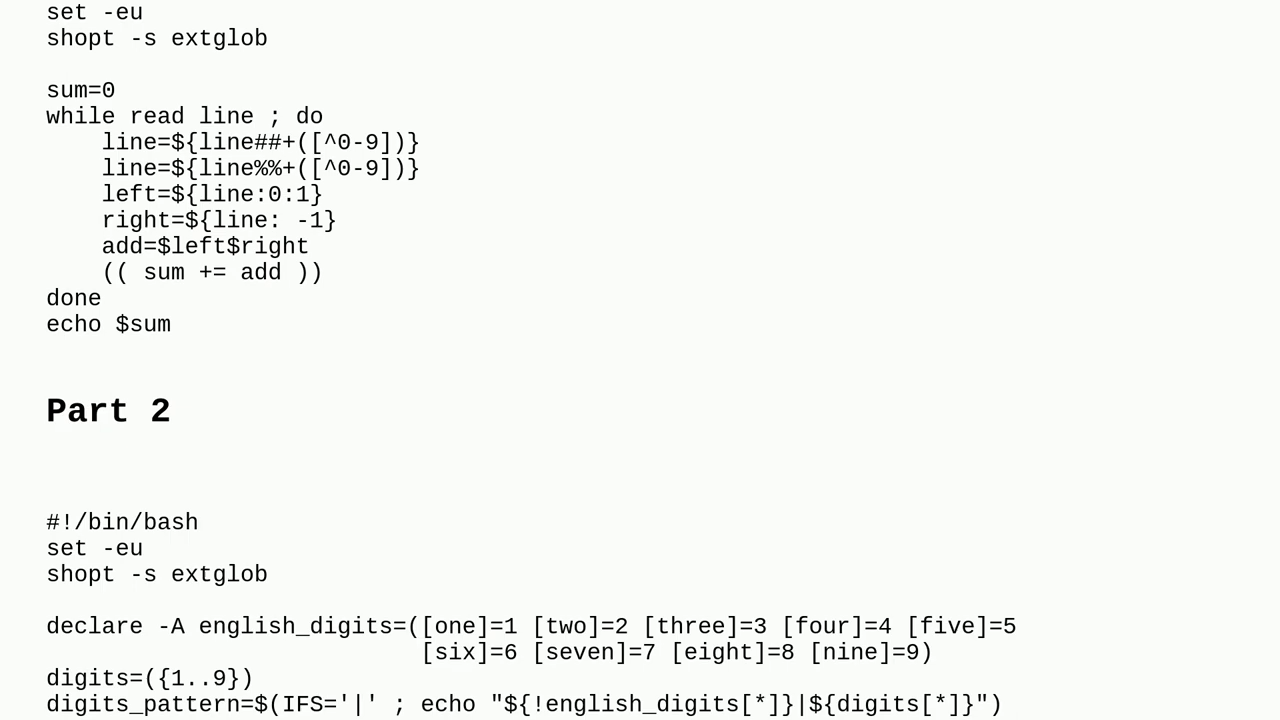 set -eu
shopt -s extglob
sum=0
while read line ; do
    line=${line##+([^0-9])}
    line=${line%%+([^0-9])}
    left=${line:0:1}
    right=${line: -1}
    add=$left$right
    (( sum += add ))
done
echo $sum
Part 2
#!/bin/bash
set -eu
shopt -s extglob
declare -A english_digits=([one]=1 [two]=2 [three]=3 [four]=4 [five]=5
                           [six]=6 [seven]=7 [eight]=8 [nine]=9)
digits=({1..9})
digits_pattern=$(IFS='|' ; echo "${!english_digits[*]}|${digits[*]}")